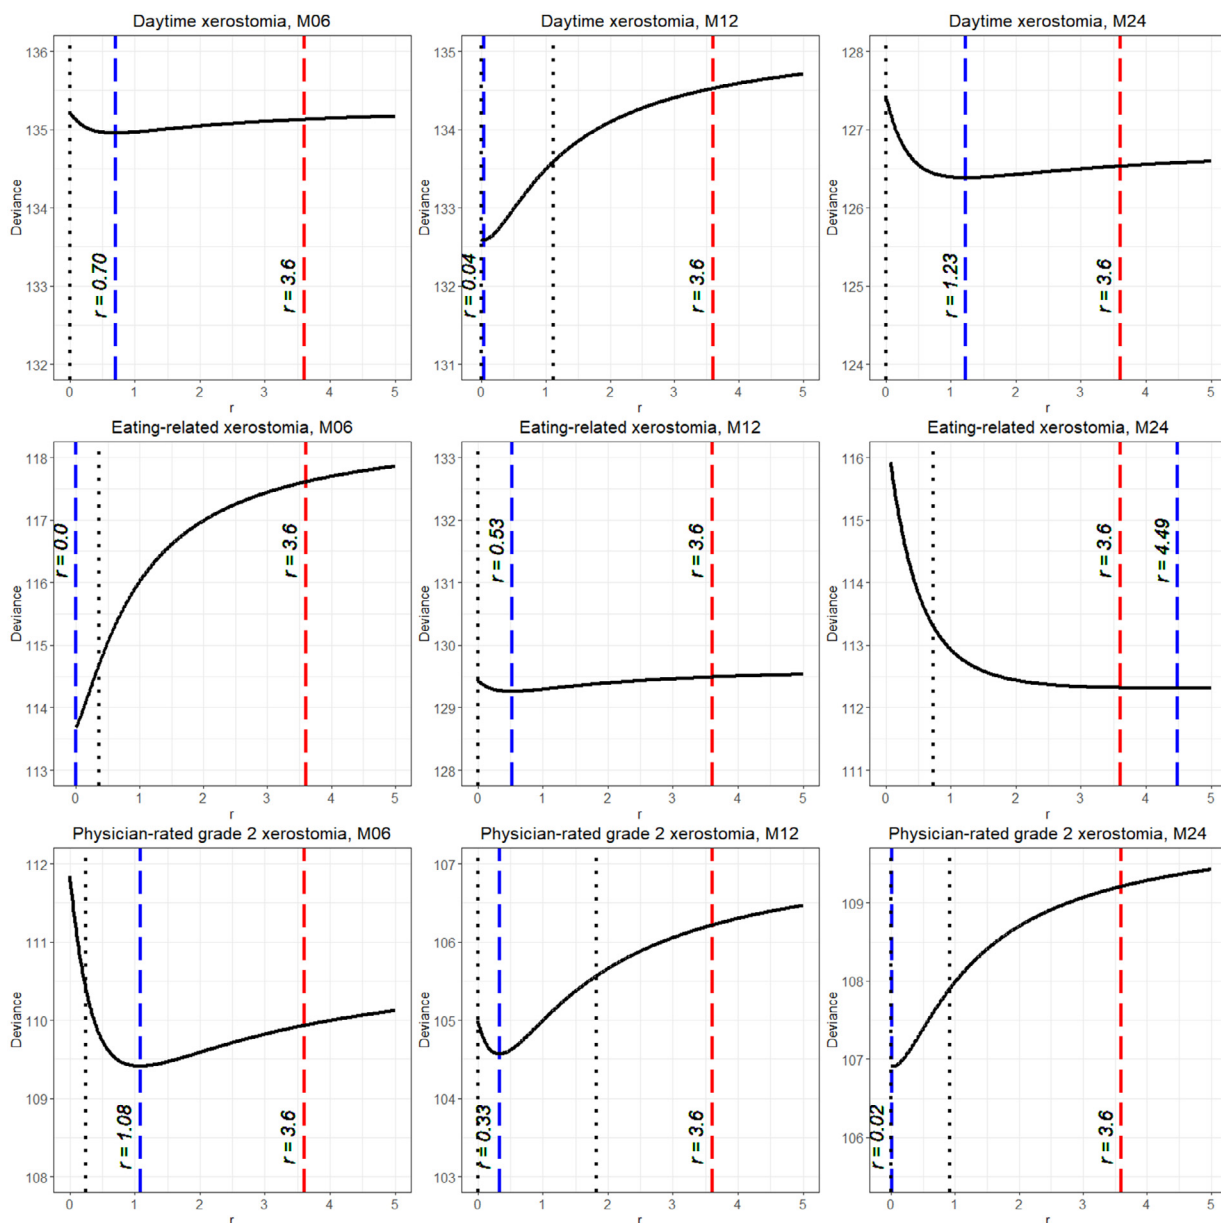 Daytime xerostomia, M06
136
135
134
133
132
Deviance
r = 0.70
r = 3.6
0 1 2 3 4 5
r
Daytime xerostomia, M12
135
134
133
132
131
Deviance
r = 0.04
r = 3.6
0 1 2 3 4 5
r
Daytime xerostomia, M24
128
127
126
125
124
Deviance
r = 1.23
r = 3.6
0 1 2 3 4 5
r
Eating-related xerostomia, M06
118
117
116
115
114
113
Deviance
r = 0.0
r = 3.6
0 1 2 3 4 5
r
Eating-related xerostomia, M12
133
132
131
130
129
128
Deviance
r = 0.53
r = 3.6
0 1 2 3 4 5
r
Eating-related xerostomia, M24
116
115
114
113
112
111
Deviance
r = 3.6
r = 4.49
0 1 2 3 4 5
r
Physician-rated grade 2 xerostomia, M06
112
111
110
109
108
Deviance
r = 1.08
r = 3.6
0 1 2 3 4 5
r
Physician-rated grade 2 xerostomia, M12
107
106
105
104
103
Deviance
r = 0.33
r = 3.6
0 1 2 3 4 5
r
Physician-rated grade 2 xerostomia, M24
109
108
107
106
Deviance
r = 0.02
r = 3.6
0 1 2 3 4 5
r